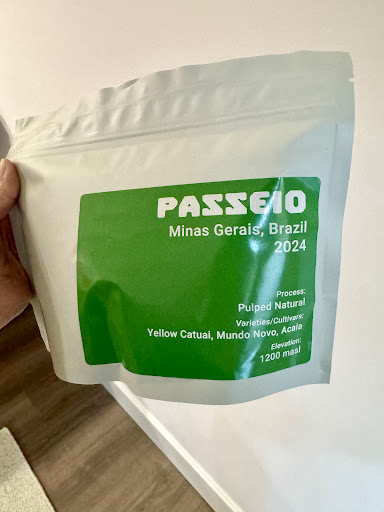 PASSEIO
Minas Gerais, Brazil
2024
Process:
Pulped Natural
Varieties/Cultivars:
Yellow Catuai, Mundo Novo, Acaia
Elevation:
1200 masl